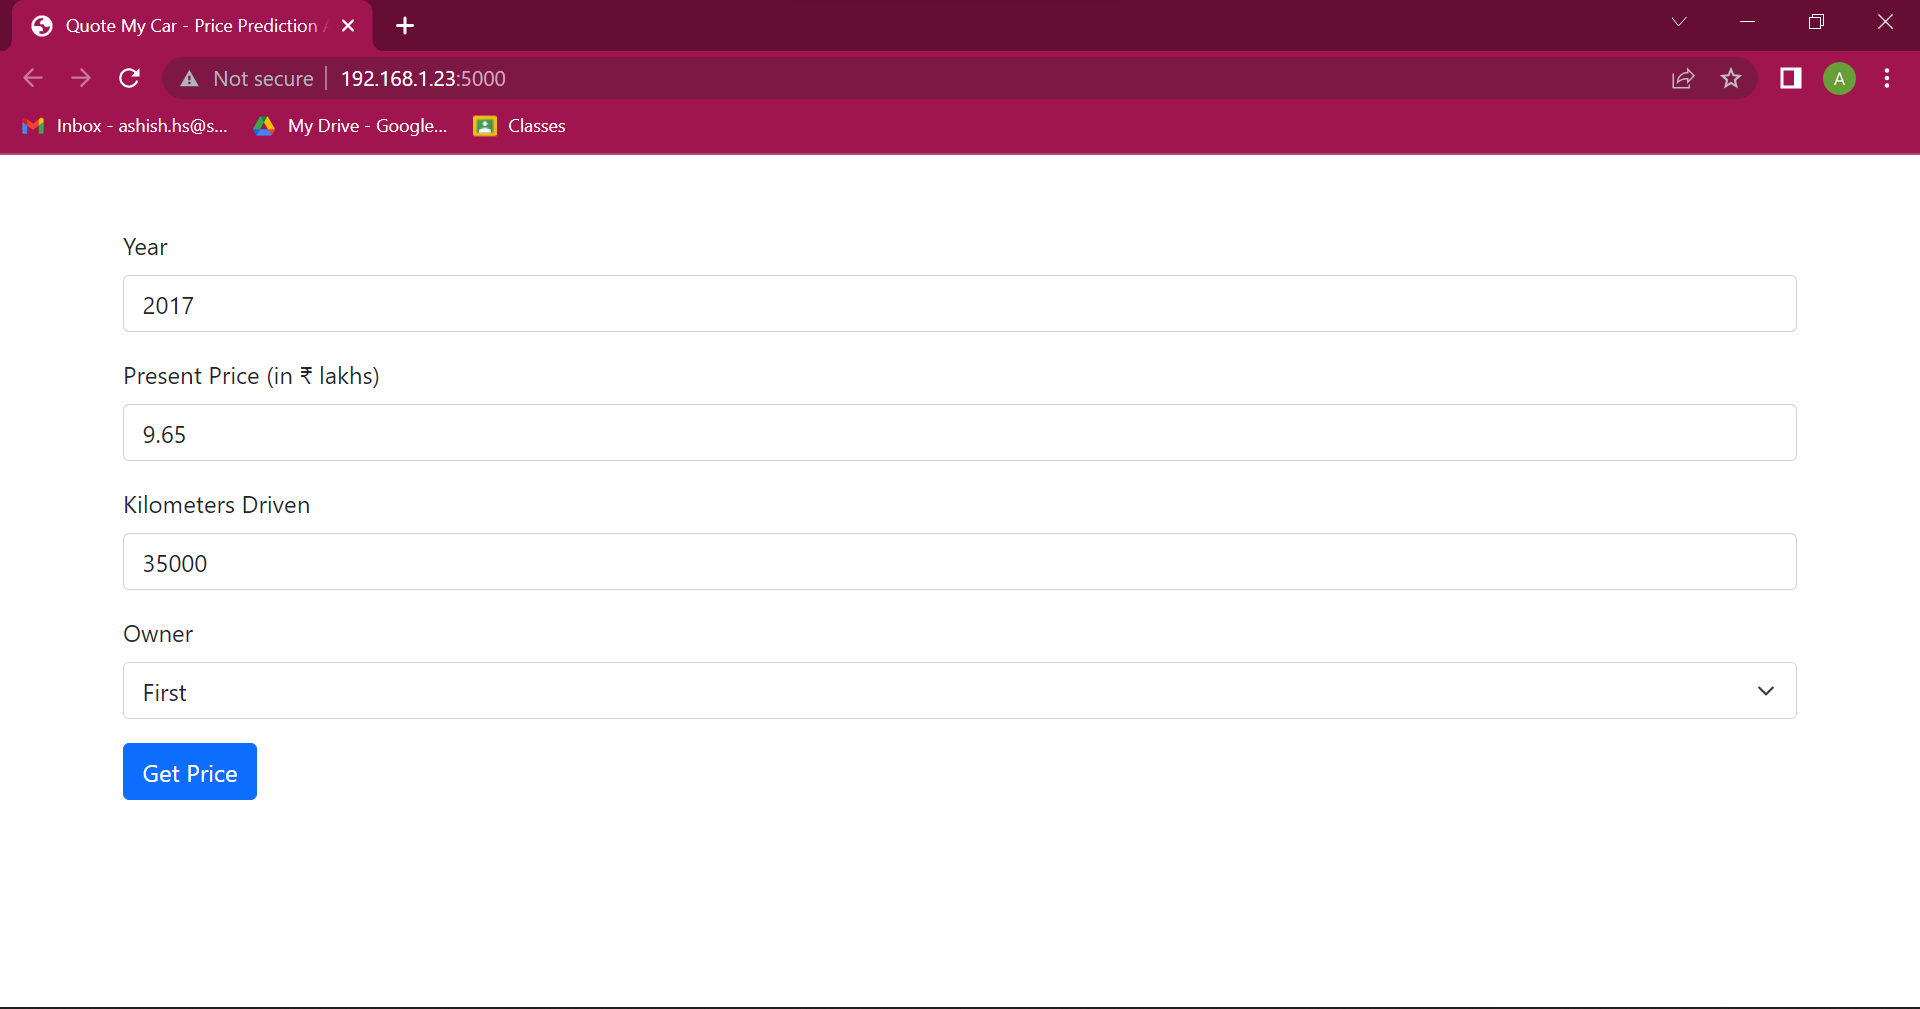 Quote My Car - Price Prediction
Not secure 192.168.1.23:5000
A
Inbox - ashish.hs@s... My Drive - Google... Classes
Year
2017
Present Price (in ₹ lakhs)
9.65
Kilometers Driven
35000
Owner
First
Get Price